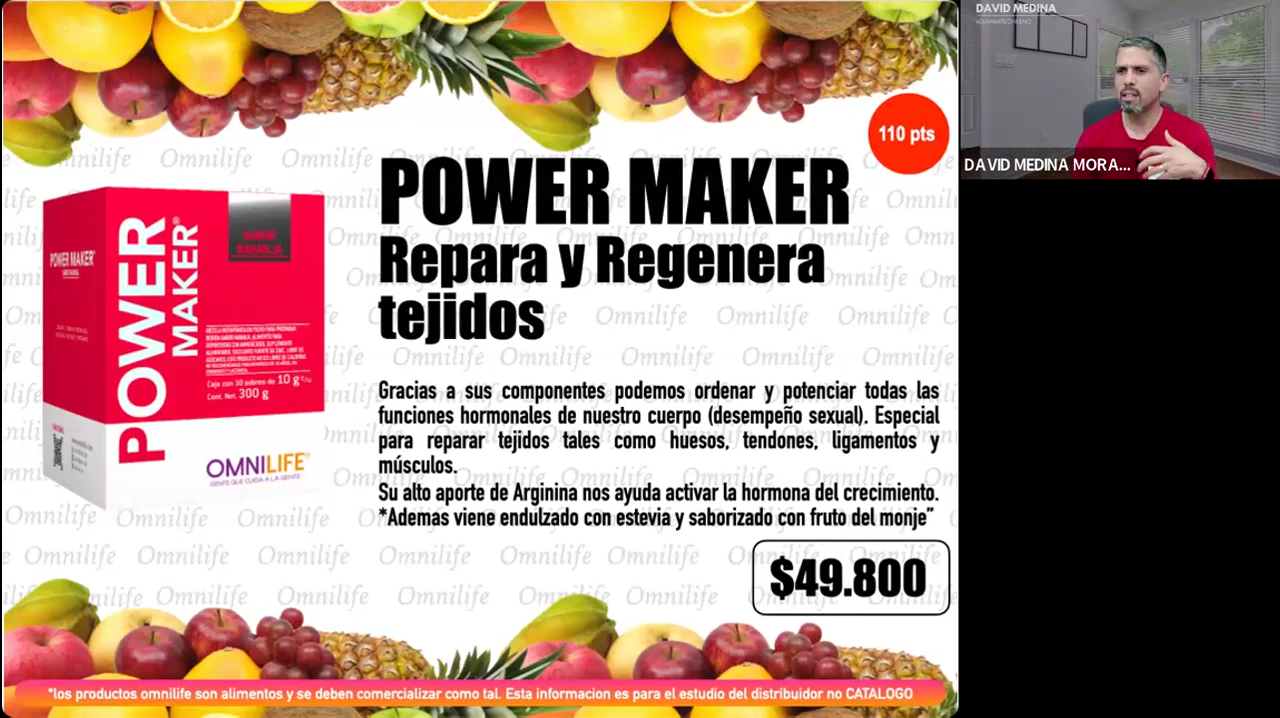 DAVID MEDINA
DAVID MEDINA MORA...
110 pts
POWER MAKER
Repara y Regenera
tejidos
Gracias a sus componentes podemos ordenar y potenciar todas las
funciones hormonales de nuestro cuerpo (desempeño sexual). Especial
para reparar tejidos tales como huesos, tendones, ligamentos y
músculos.
Su alto aporte de Arginina nos ayuda activar la hormona del crecimiento.
*Ademas viene endulzado con estevia y saborizado con fruto del monje”
$49.800
POWER MAKER®
POWER
MAKER®
SABOR
NARANJA
Caja con 30 sobres de 10 g c/u
Cont. Net. 300 g
OMNILIFE®
GENTE QUE CUIDA A LA GENTE
Omnilife
*los productos omnilife son alimentos y se deben comercializar como tal. Esta informacion es para el estudio del distribuidor no CATALOGO